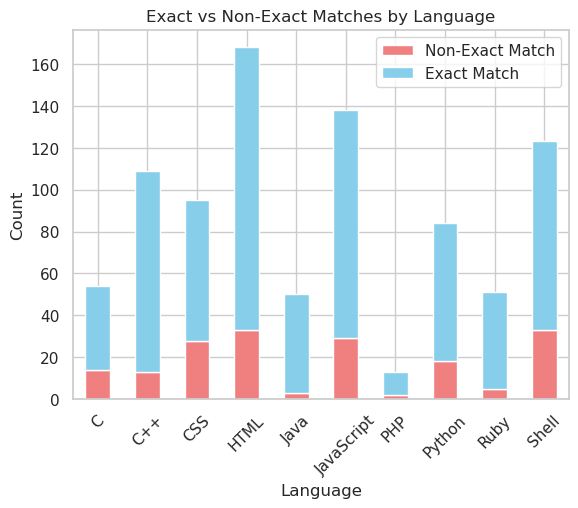 Exact vs Non-Exact Matches by Language
Non-Exact Match
Exact Match
160
140
120
100
80
60
40
20
0
Count
C
C++
CSS
HTML
Java
JavaScript
PHP
Python
Ruby
Shell
Language